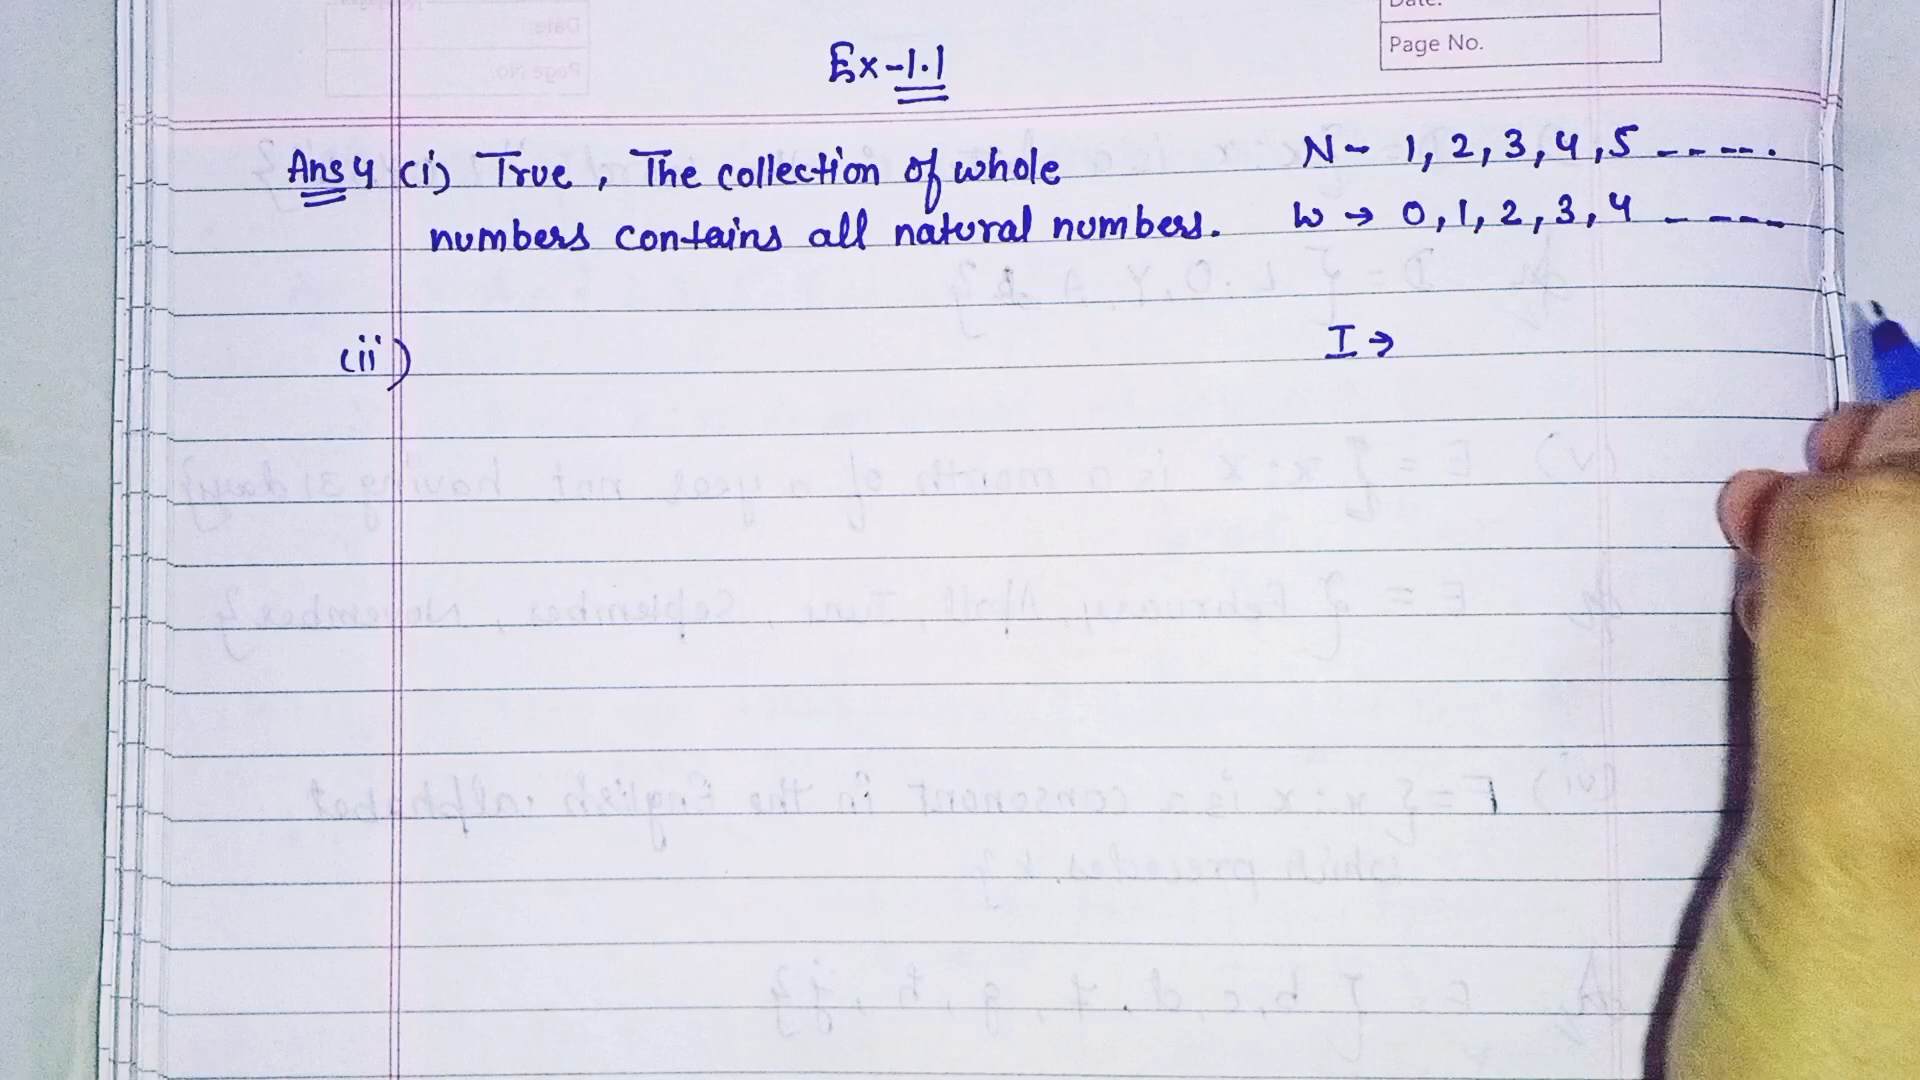 Date:
Page No.
Ex-1.1
Ans 4 (i) True, The collection of whole
numbers contains all natural numbers.
N - 1, 2, 3, 4, 5 -----.
W → 0, 1, 2, 3, 4 -----
(ii)
I →